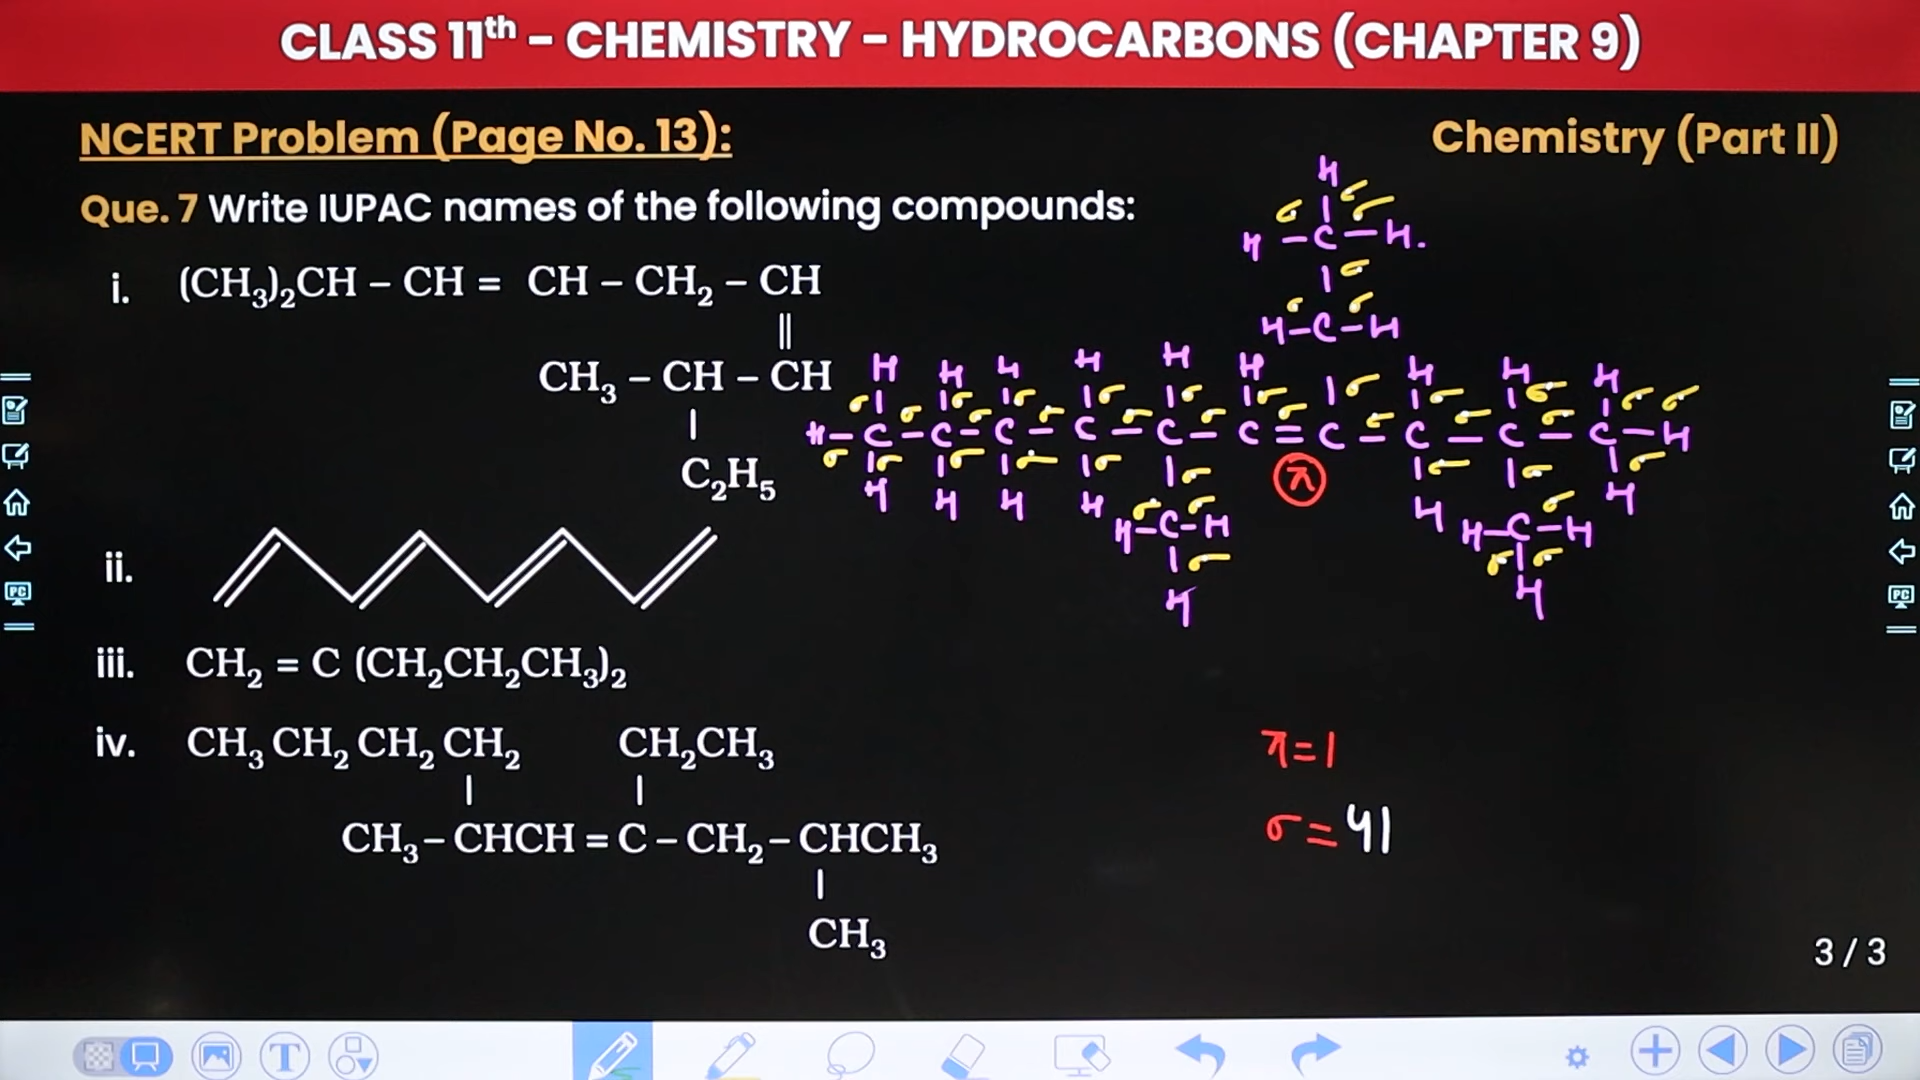 CLASS 11th – CHEMISTRY – HYDROCARBONS (CHAPTER 9)
NCERT Problem (Page No. 13):
Chemistry (Part II)
Que. 7 Write IUPAC names of the following compounds:
i. (CH₃)₂CH – CH = CH – CH₂ – CH
||
CH₃ – CH – CH
|
C₂H₅
ii.
iii. CH₂ = C (CH₂CH₂CH₃)₂
iv. CH₃ CH₂ CH₂ CH₂ CH₂CH₃
| |
CH₃ – CHCH = C – CH₂ – CHCH₃
|
CH₃
H
σ σ σ
H – C – H.
| σ
σ σ
H – C – H
H H H H H H | σ H H H
H – C – C – C – C – C – C = C – C – C – C – H
H H H H π H H
H – C – H H – C – H
| σ σ σ
H H
π = 1
σ = 41
3 / 3
PC
PC
T